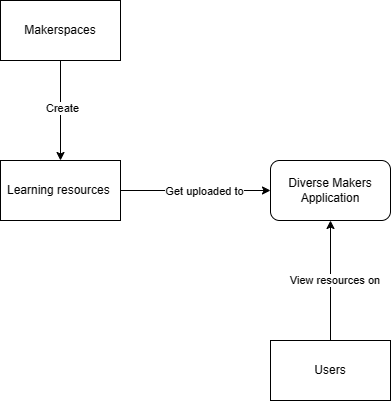 Makerspaces
Create
Learning resources
Get uploaded to
Diverse Makers
Application
View resources on
Users